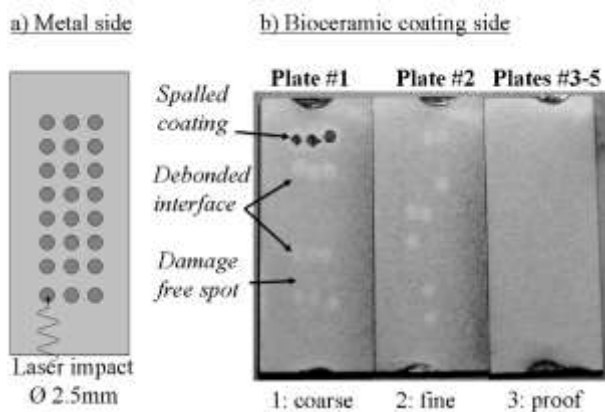 a) Metal side
b) Bioceramic coating side
Plate #1
Plate #2
Plates #3-5
Spalled
coating
Debonded
interface
Damage
free spot
Laser impact
Ø 2.5mm
1: coarse
2: fine
3: proof